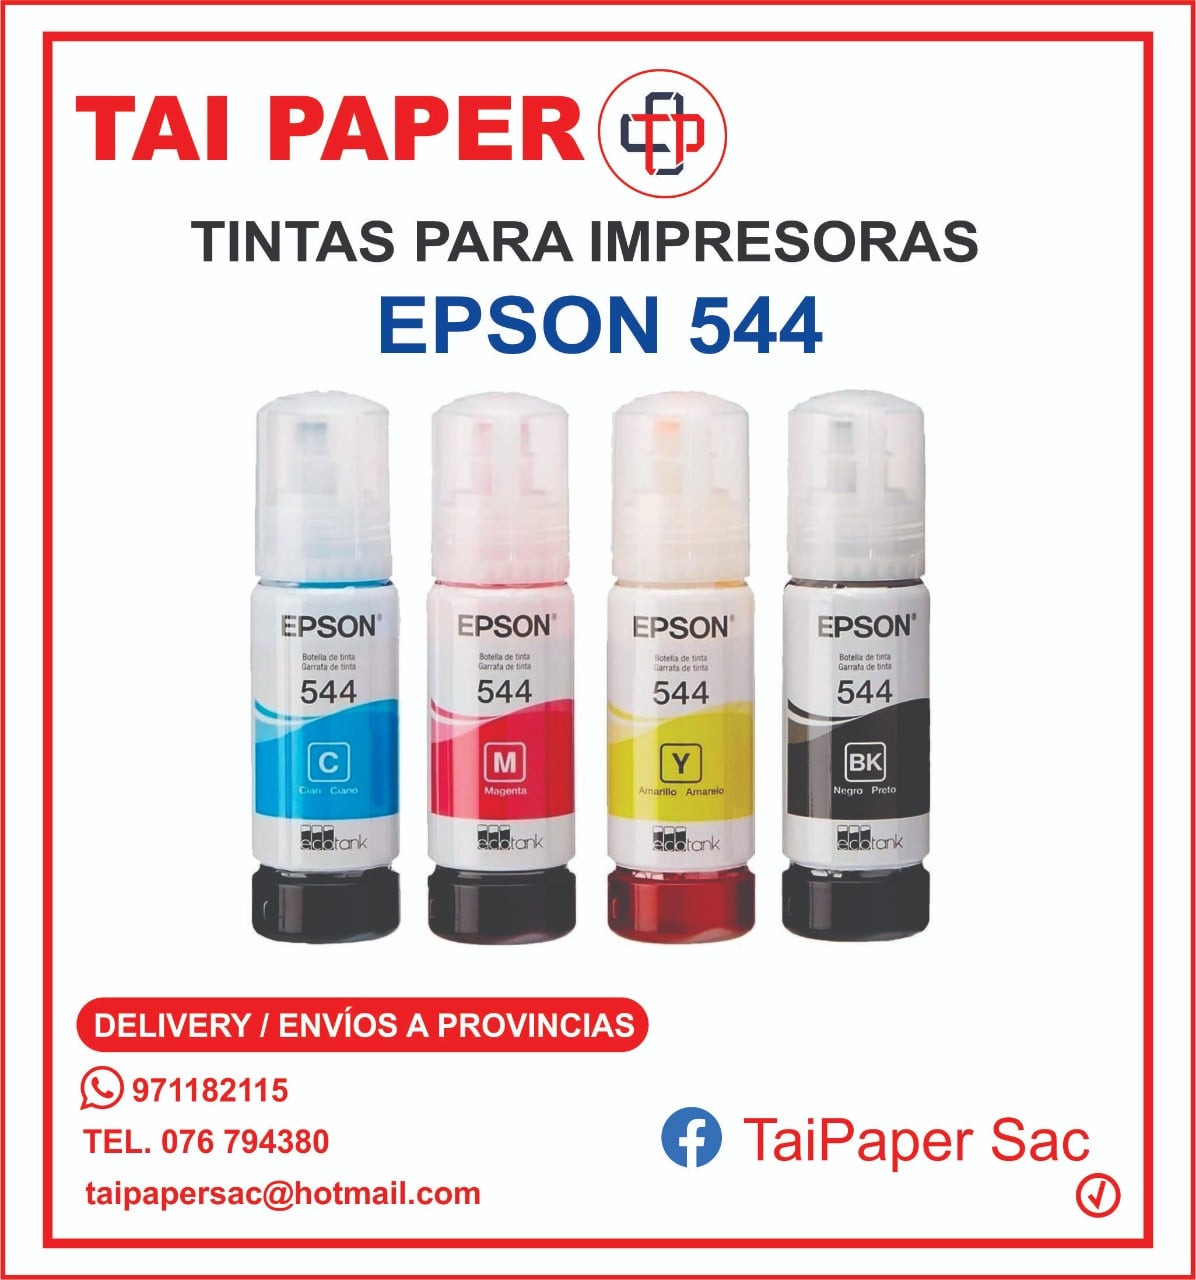 TAI PAPER
TINTAS PARA IMPRESORAS
EPSON 544
EPSON®
Botella de tinta
Garrafa de tinta
544
C
Cian Ciano
ecotank
EPSON®
Botella de tinta
Garrafa de tinta
544
M
Magenta
ecotank
EPSON®
Botella de tinta
Garrafa de tinta
544
Y
Amarillo Amarelo
ecotank
EPSON®
Botella de tinta
Garrafa de tinta
544
BK
Negro Preto
ecotank
DELIVERY / ENVÍOS A PROVINCIAS
971182115
TEL. 076 794380
taipapersac@hotmail.com
TaiPaper Sac